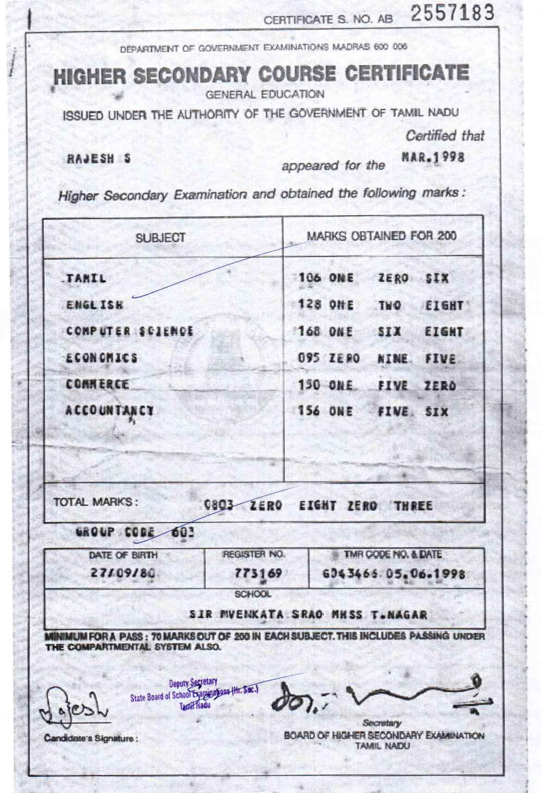 CERTIFICATE S. NO. AB 2557183
DEPARTMENT OF GOVERNMENT EXAMINATIONS MADRAS 600 006
HIGHER SECONDARY COURSE CERTIFICATE
GENERAL EDUCATION
ISSUED UNDER THE AUTHORITY OF THE GOVERNMENT OF TAMIL NADU
Certified that
RAJESH S appeared for the MAR.1998
Higher Secondary Examination and obtained the following marks :
SUBJECT MARKS OBTAINED FOR 200
TAMIL 106 ONE ZERO SIX
ENGLISH 128 ONE TWO EIGHT
COMPUTER SCIENCE 168 ONE SIX EIGHT
ECONOMICS 095 ZERO NINE FIVE
COMMERCE 150 ONE FIVE ZERO
ACCOUNTANCY 156 ONE FIVE SIX
TOTAL MARKS : 0803 ZERO EIGHT ZERO THREE
GROUP CODE 603
DATE OF BIRTH REGISTER NO. TMR CODE NO. & DATE
27/09/80 773169 GD43466 05.06.1998
SCHOOL
SIR MVENKATA SRAO MHSS T.NAGAR
MINIMUM FOR A PASS : 70 MARKS OUT OF 200 IN EACH SUBJECT. THIS INCLUDES PASSING UNDER
THE COMPARTMENTAL SYSTEM ALSO.
Deputy Secretary
State Board of School Examinations (Hr. Sec.)
Tamil Nadu
Rajesh
Candidate's Signature :
Secretary
BOARD OF HIGHER SECONDARY EXAMINATION
TAMIL NADU